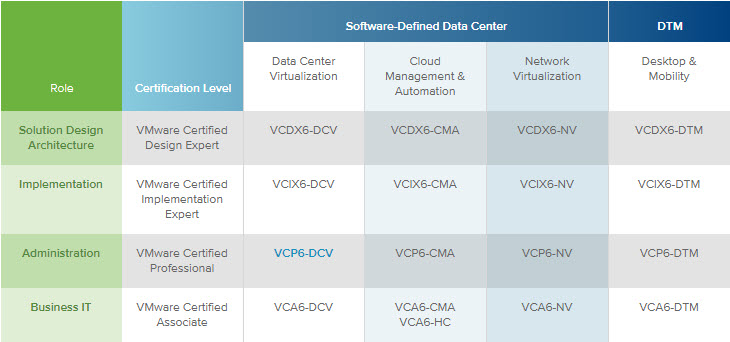 Software-Defined Data Center
DTM
Role
Certification Level
Data Center
Virtualization
Cloud
Management &
Automation
Network
Virtualization
Desktop &
Mobility
Solution Design
Architecture
VMware Certified
Design Expert
VCDX6-DCV
VCDX6-CMA
VCDX6-NV
VCDX6-DTM
Implementation
VMware Certified
Implementation
Expert
VCIX6-DCV
VCIX6-CMA
VCIX6-NV
VCIX6-DTM
Administration
VMware Certified
Professional
VCP6-DCV
VCP6-CMA
VCP6-NV
VCP6-DTM
Business IT
VMware Certified
Associate
VCA6-DCV
VCA6-CMA
VCA6-HC
VCA6-NV
VCA6-DTM